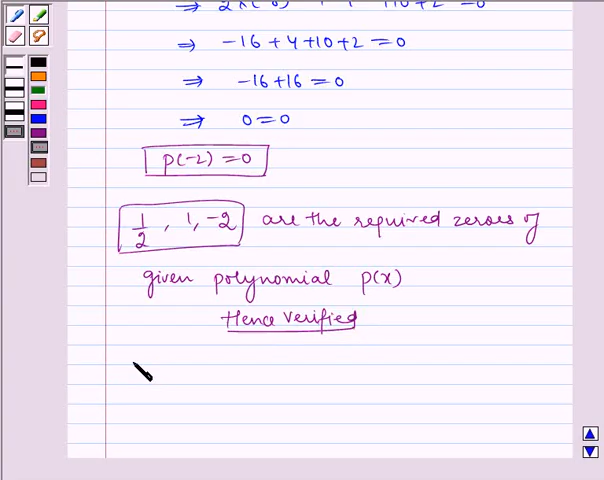 ⇒ -16 + 4 + 10 + 2 = 0
⇒ -16 + 16 = 0
⇒ 0 = 0
p(-2) = 0
1/2, 1, -2 are the required zeroes of
given polynomial p(x)
Hence verified